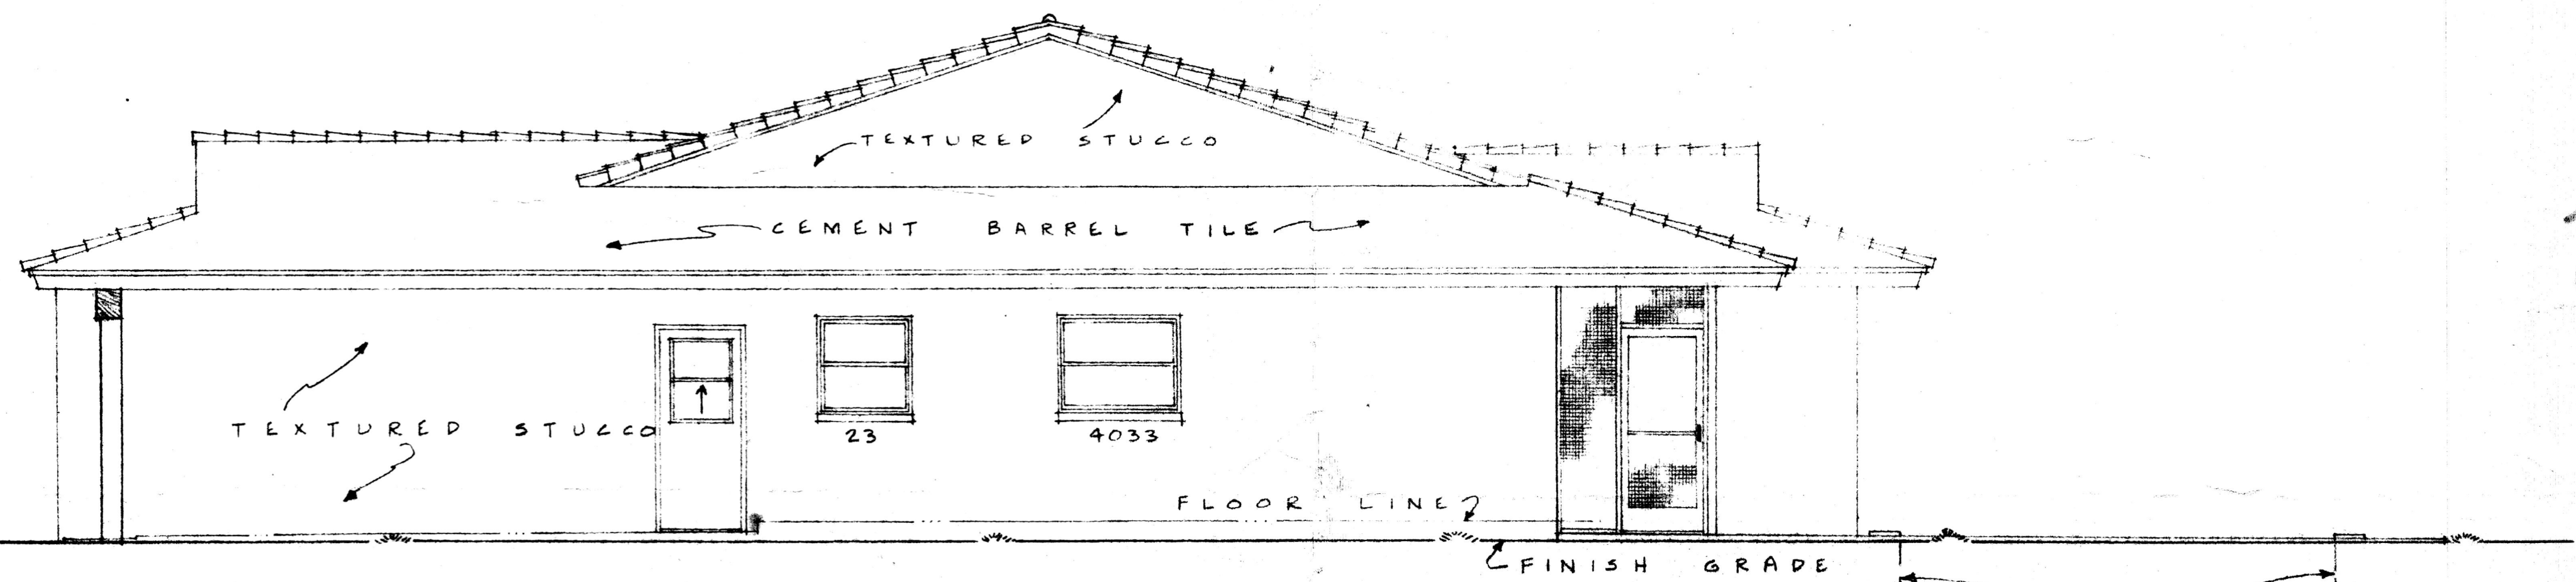 TEXTURED STUCCO
CEMENT BARREL TILE
TEXTURED STUCCO
23
4033
FLOOR LINE
FINISH GRADE